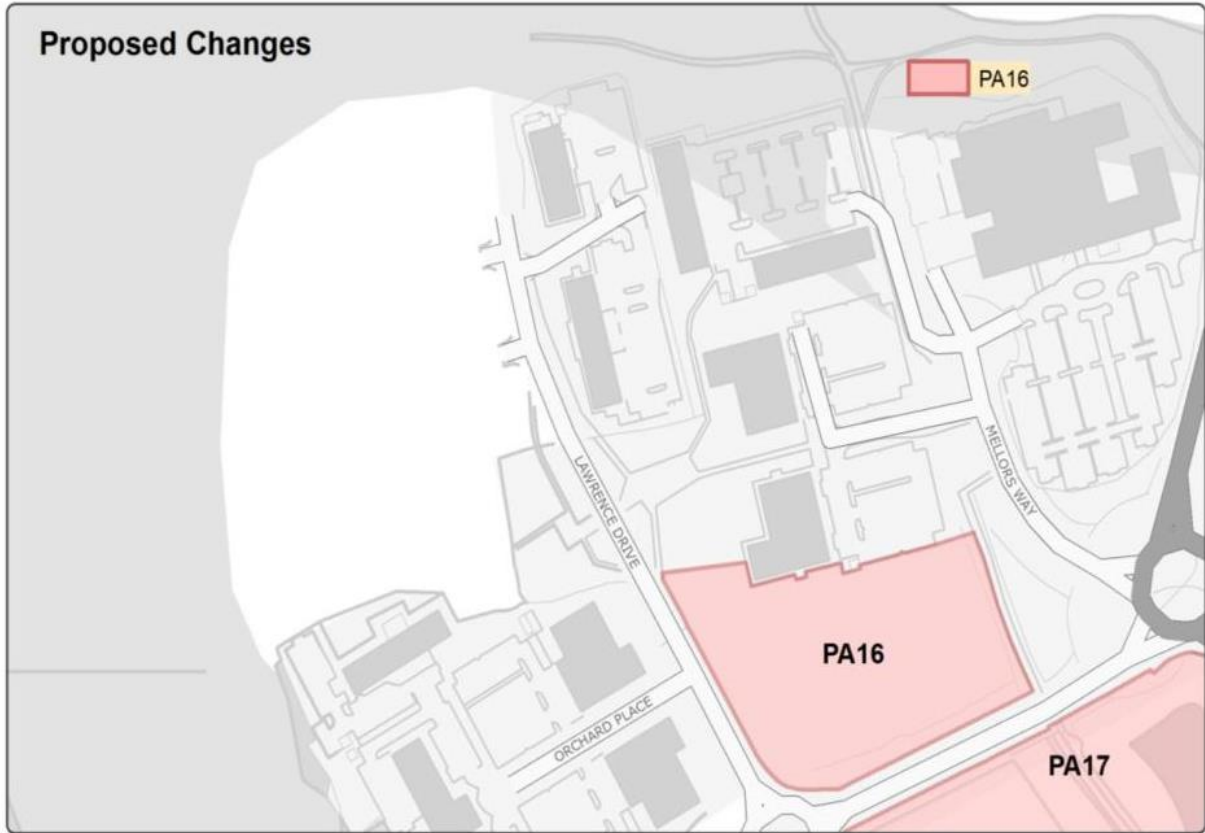 Proposed Changes
PA16
LAWRENCE DRIVE
MELLORS WAY
PA16
ORCHARD PLACE
PA17